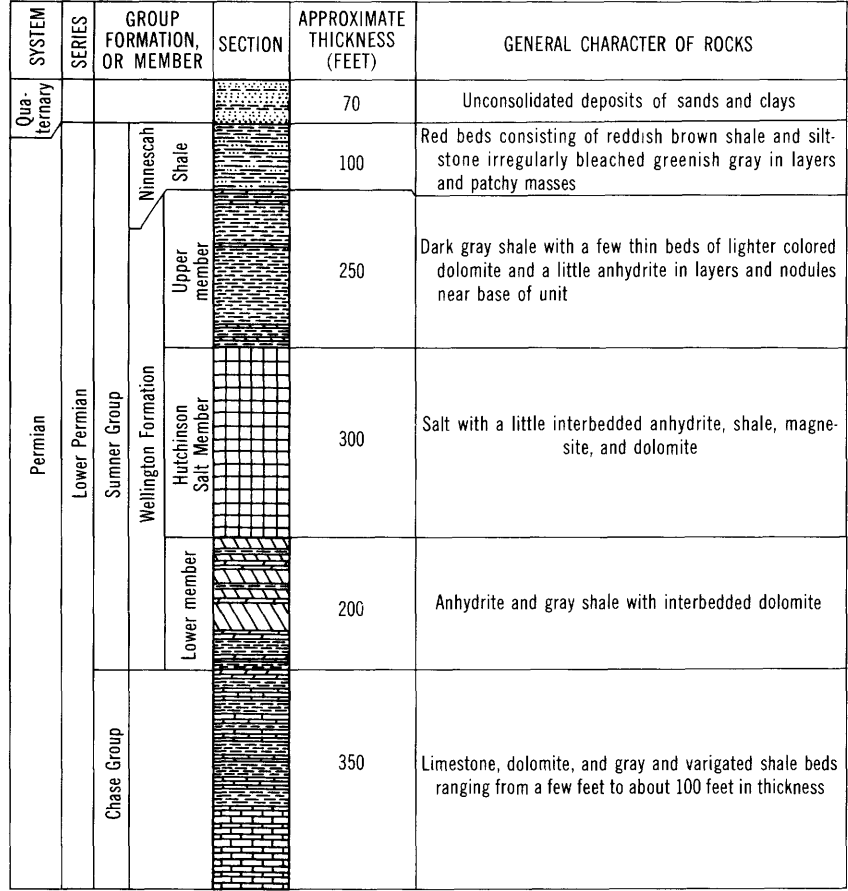 SYSTEM
SERIES
GROUP
FORMATION,
OR MEMBER
SECTION
APPROXIMATE
THICKNESS
(FEET)
GENERAL CHARACTER OF ROCKS
Qua-
ternary
70
Unconsolidated deposits of sands and clays
Permian
Lower Permian
Sumner Group
Ninnescah
Shale
100
Red beds consisting of reddish brown shale and silt-
stone irregularly bleached greenish gray in layers
and patchy masses
Wellington Formation
Upper
member
250
Dark gray shale with a few thin beds of lighter colored
dolomite and a little anhydrite in layers and nodules
near base of unit
Hutchinson
Salt Member
300
Salt with a little interbedded anhydrite, shale, magne-
site, and dolomite
Lower member
200
Anhydrite and gray shale with interbedded dolomite
Chase Group
350
Limestone, dolomite, and gray and varigated shale beds
ranging from a few feet to about 100 feet in thickness